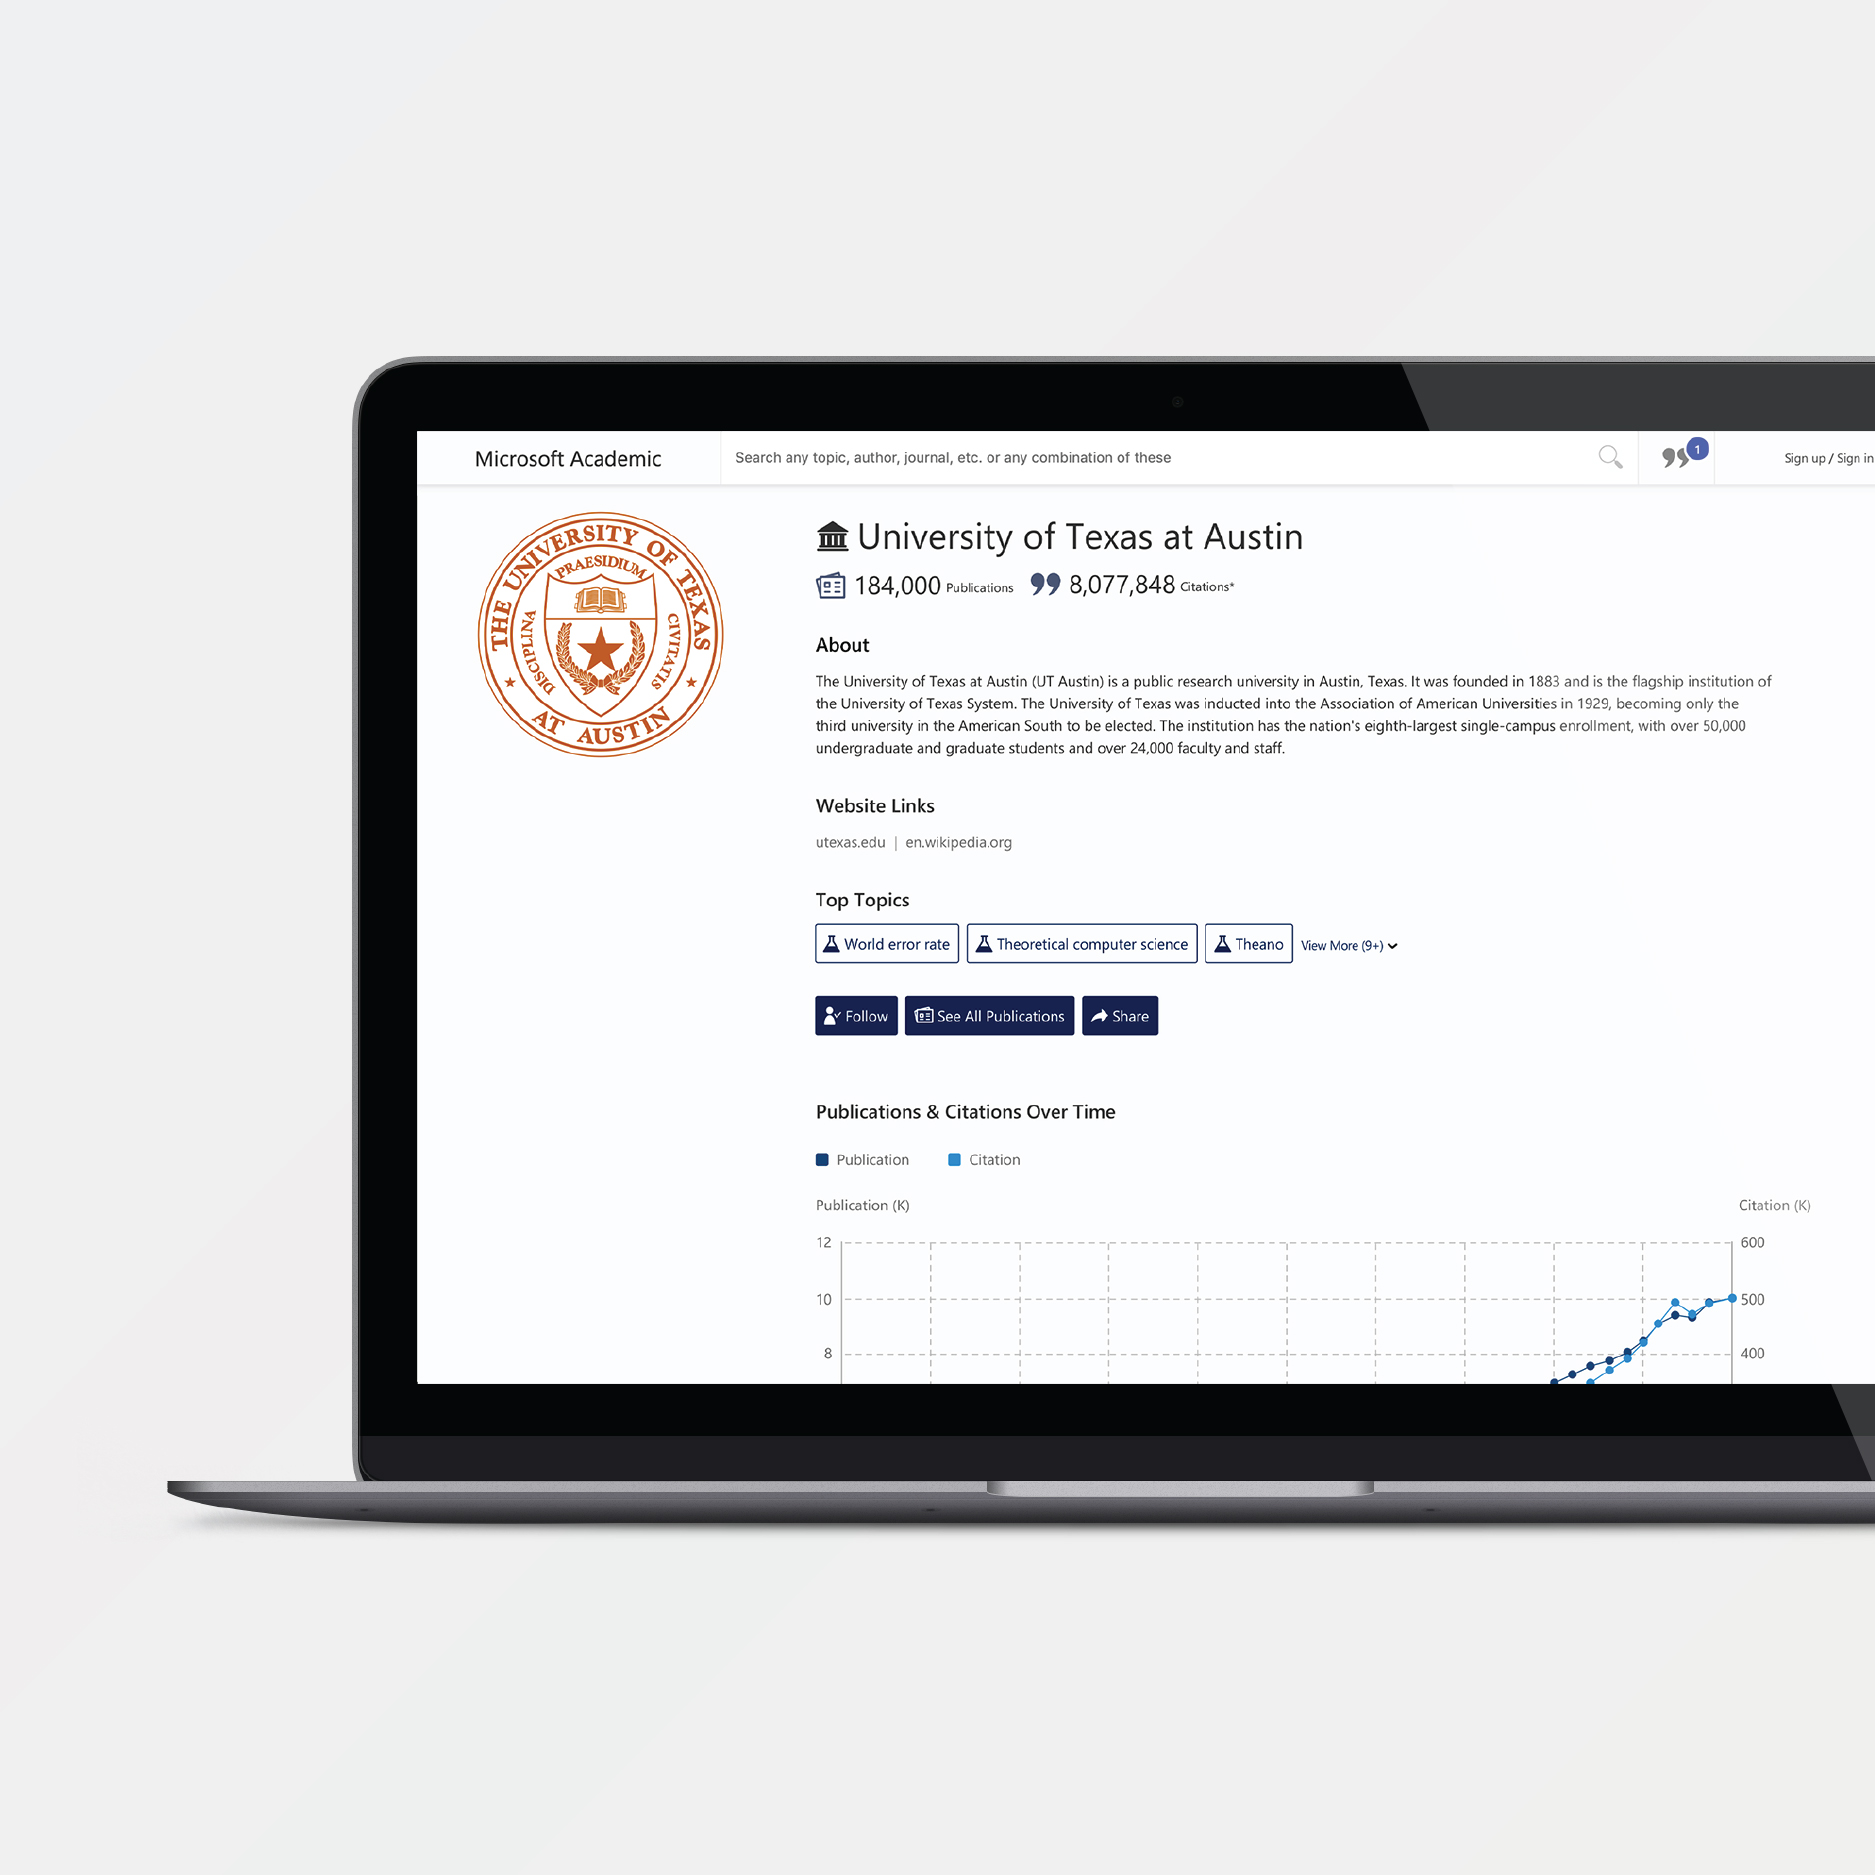 Microsoft Academic
Search any topic, author, journal, etc. or any combination of these
1
Sign up / Sign in
THE UNIVERSITY OF TEXAS
AT AUSTIN
PRAESIDIUM
DISCIPLINA
CIVITATIS
University of Texas at Austin
184,000 Publications 8,077,848 Citations*
About
The University of Texas at Austin (UT Austin) is a public research university in Austin, Texas. It was founded in 1883 and is the flagship institution of
the University of Texas System. The University of Texas was inducted into the Association of American Universities in 1929, becoming only the
third university in the American South to be elected. The institution has the nation's eighth-largest single-campus enrollment, with over 50,000
undergraduate and graduate students and over 24,000 faculty and staff.
Website Links
utexas.edu | en.wikipedia.org
Top Topics
World error rate Theoretical computer science Theano View More (9+)
Follow See All Publications Share
Publications & Citations Over Time
Publication Citation
Publication (K) Citation (K)
12 600
10 500
8 400